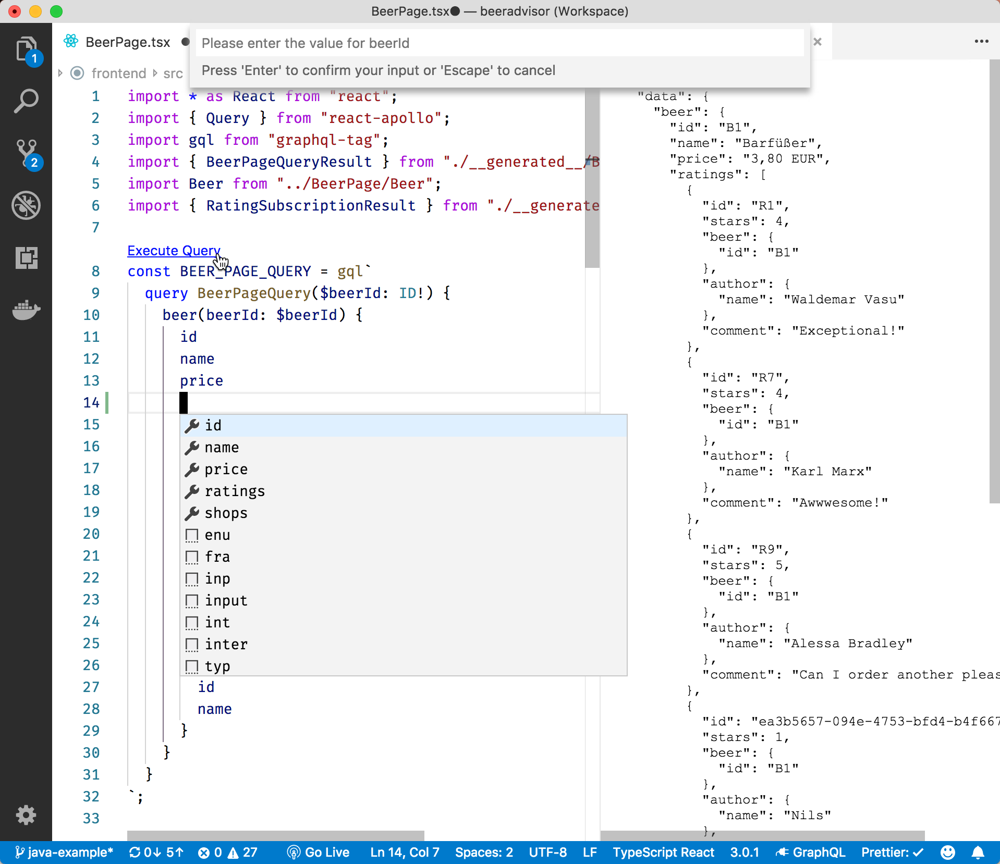 BeerPage.tsx● — beeradvisor (Workspace)
BeerPage.tsx
Please enter the value for beerId
Press 'Enter' to confirm your input or 'Escape' to cancel
frontend
src
1
2
1 import * as React from "react";
2 import { Query } from "react-apollo";
3 import gql from "graphql-tag";
4 import { BeerPageQueryResult } from "./__generated__/B
5 import Beer from "../BeerPage/Beer";
6 import { RatingSubscriptionResult } from "./__generate
7
Execute Query
8 const BEER_PAGE_QUERY = gql`
9 query BeerPageQuery($beerId: ID!) {
10 beer(beerId: $beerId) {
11 id
12 name
13 price
14
15
16
17
18
19
20
21
22
23
24
25
26
id
name
price
ratings
shops
enu
fra
inp
input
int
inter
typ
27 id
28 name
29 }
30 }
31 }
32 `;
33
"data": {
"beer": {
"id": "B1",
"name": "Barfüßer",
"price": "3,80 EUR",
"ratings": [
{
"id": "R1",
"stars": 4,
"beer": {
"id": "B1"
},
"author": {
"name": "Waldemar Vasu"
},
"comment": "Exceptional!"
},
{
"id": "R7",
"stars": 4,
"beer": {
"id": "B1"
},
"author": {
"name": "Karl Marx"
},
"comment": "Awwwesome!"
},
{
"id": "R9",
"stars": 5,
"beer": {
"id": "B1"
},
"author": {
"name": "Alessa Bradley"
},
"comment": "Can I order another pleas
},
{
"id": "ea3b5657-094e-4753-bfd4-b4f667
"stars": 1,
"beer": {
"id": "B1"
},
"author": {
"name": "Nils"
},
java-example* 0↓ 5↑ 0 27 Go Live Ln 14, Col 7 Spaces: 2 UTF-8 LF TypeScript React 3.0.1 GraphQL Prettier: ✓